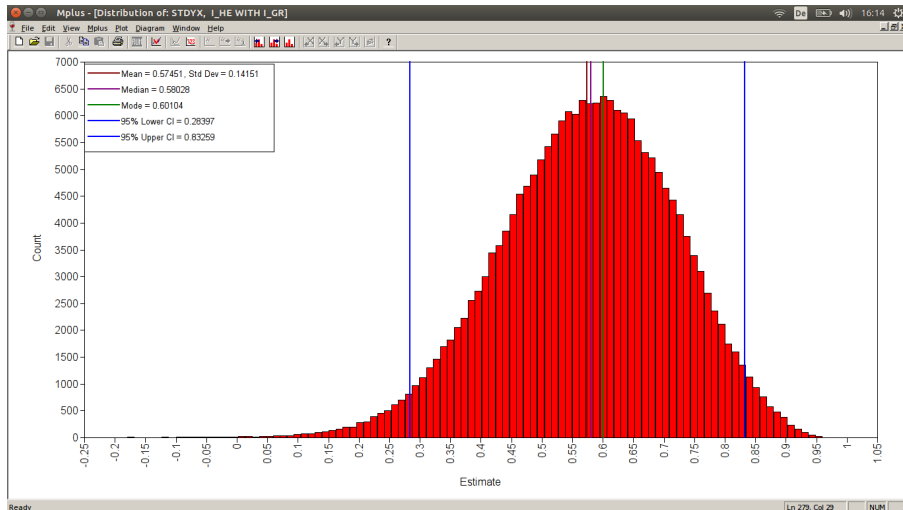 Mplus - [Distribution of: STDYX, I_HE WITH I_GR]
De
16:14
File Edit View Mplus Plot Diagram Window Help
7000
6500
6000
5500
5000
4500
4000
3500
3000
2500
2000
1500
1000
500
0
Count
Mean = 0.57451, Std Dev = 0.14151
Median = 0.58028
Mode = 0.60104
95% Lower CI = 0.28397
95% Upper CI = 0.83259
-0.25 -0.2 -0.15 -0.1 -0.05 0 0.05 0.1 0.15 0.2 0.25 0.3 0.35 0.4 0.45 0.5 0.55 0.6 0.65 0.7 0.75 0.8 0.85 0.9 0.95 1 1.05
Estimate
Ready
Ln 279, Col 29
NUM